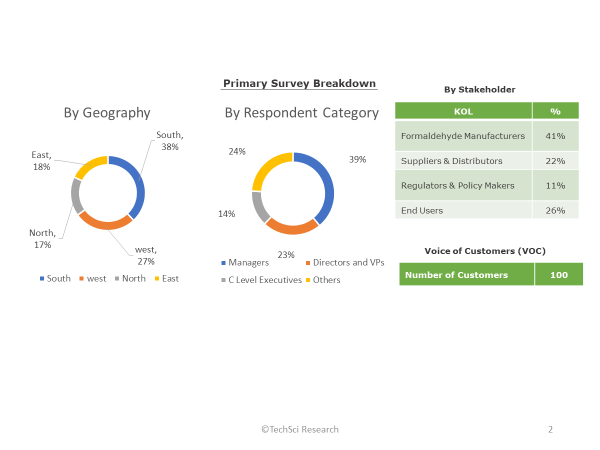 Primary Survey Breakdown
By Geography
South,
38%
East,
18%
North,
17%
west,
27%
South west North East
By Respondent Category
24%
39%
14%
23%
Managers Directors and VPs
C Level Executives Others
By Stakeholder
KOL %
Formaldehyde Manufacturers 41%
Suppliers & Distributors 22%
Regulators & Policy Makers 11%
End Users 26%
Voice of Customers (VOC)
Number of Customers 100
©TechSci Research
2